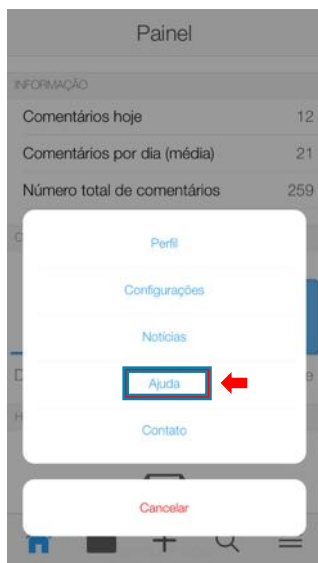 Painel
INFORMAÇÃO
Comentários hoje 12
Comentários por dia (média) 21
Número total de comentários 259
Perfil
Configurações
Notícias
Ajuda
Contato
Cancelar